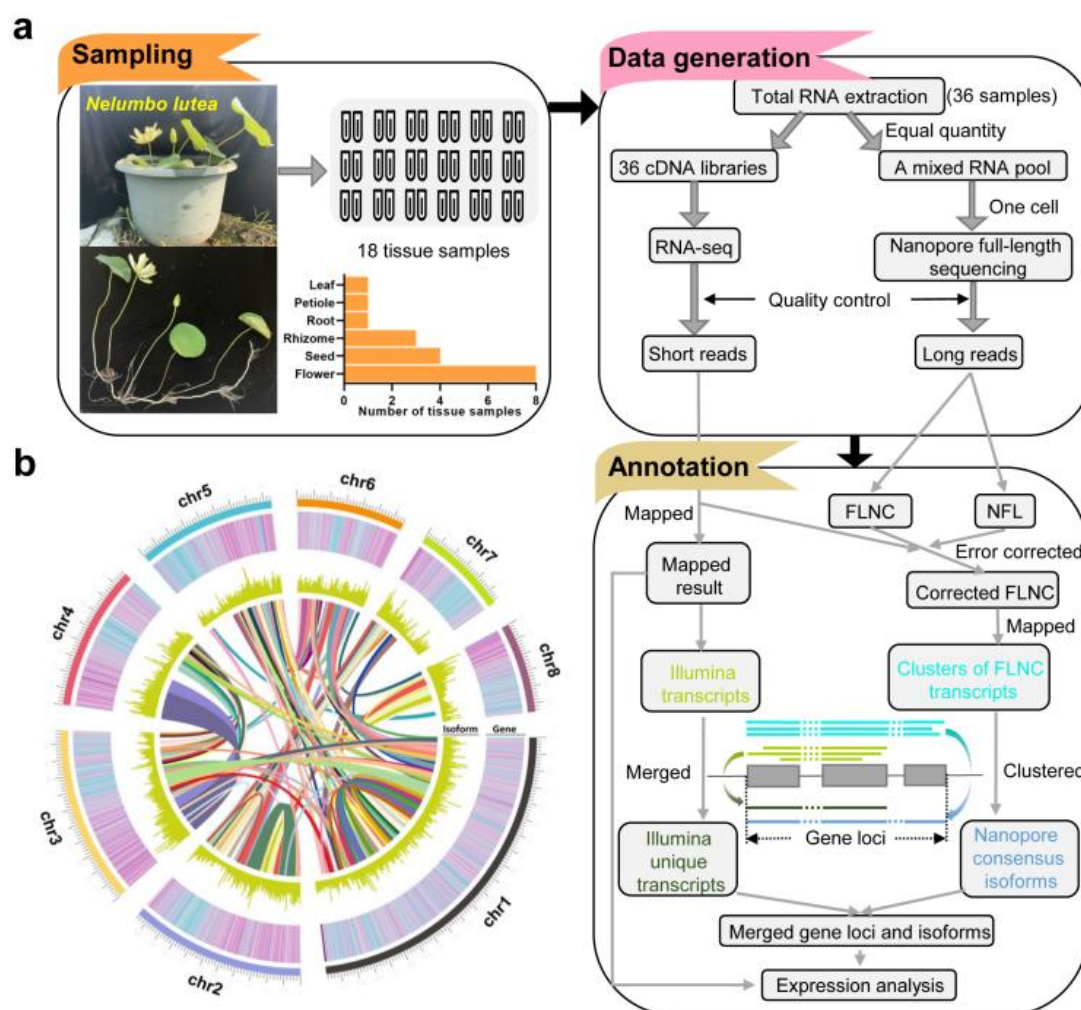 a
Sampling
Nelumbo lutea
18 tissue samples
Leaf
Petiole
Root
Rhizome
Seed
Flower
0 2 4 6 8
Number of tissue samples
Data generation
Total RNA extraction (36 samples)
Equal quantity
36 cDNA libraries
A mixed RNA pool
One cell
RNA-seq
Nanopore full-length
sequencing
Quality control
Short reads
Long reads
b
chr5
chr6
chr7
chr4
chr8
Isoform Gene
chr3
chr2
chr1
Annotation
Mapped
FLNC
NFL
Error corrected
Mapped
result
Corrected FLNC
Mapped
Illumina
transcripts
Clusters of FLNC
transcripts
Merged
Clustered
Gene loci
Illumina
unique
transcripts
Nanopore
consensus
isoforms
Merged gene loci and isoforms
Expression analysis